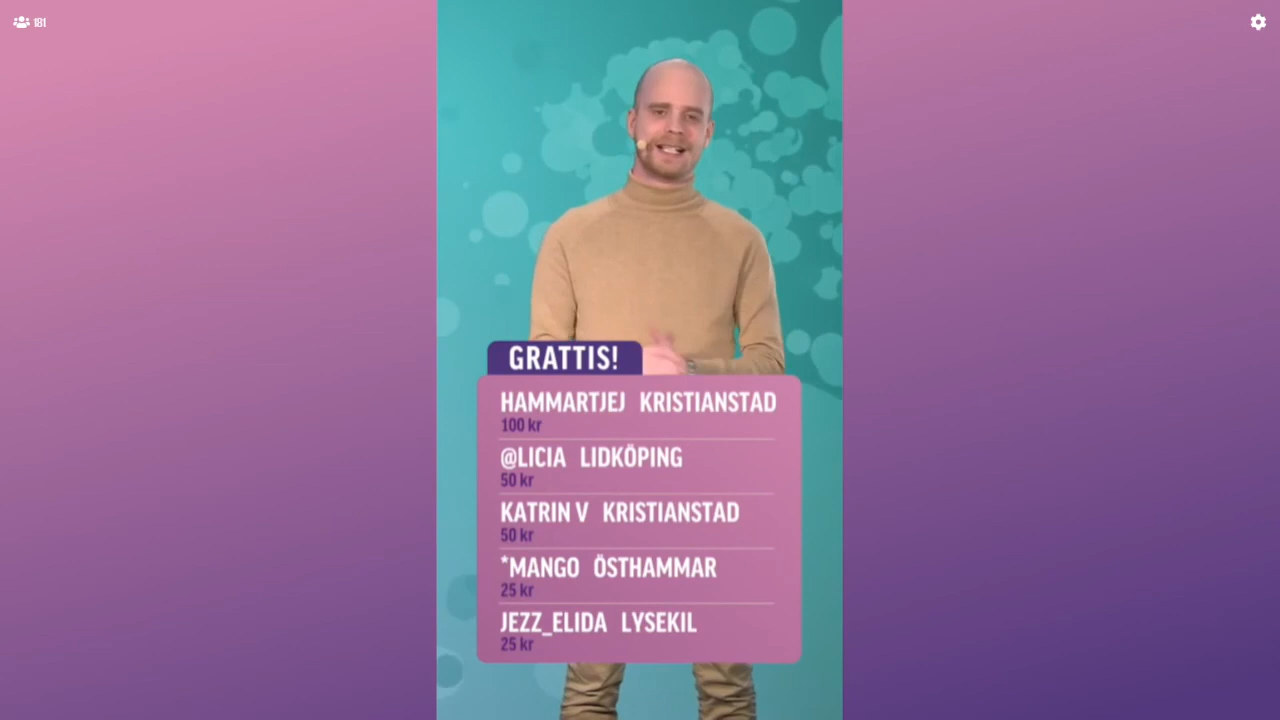 181
GRATTIS!
HAMMARTJEJ KRISTIANSTAD
100 kr
@LICIA LIDKÖPING
50 kr
KATRIN V KRISTIANSTAD
50 kr
*MANGO ÖSTHAMMAR
25 kr
JEZZ_ELIDA LYSEKIL
25 kr